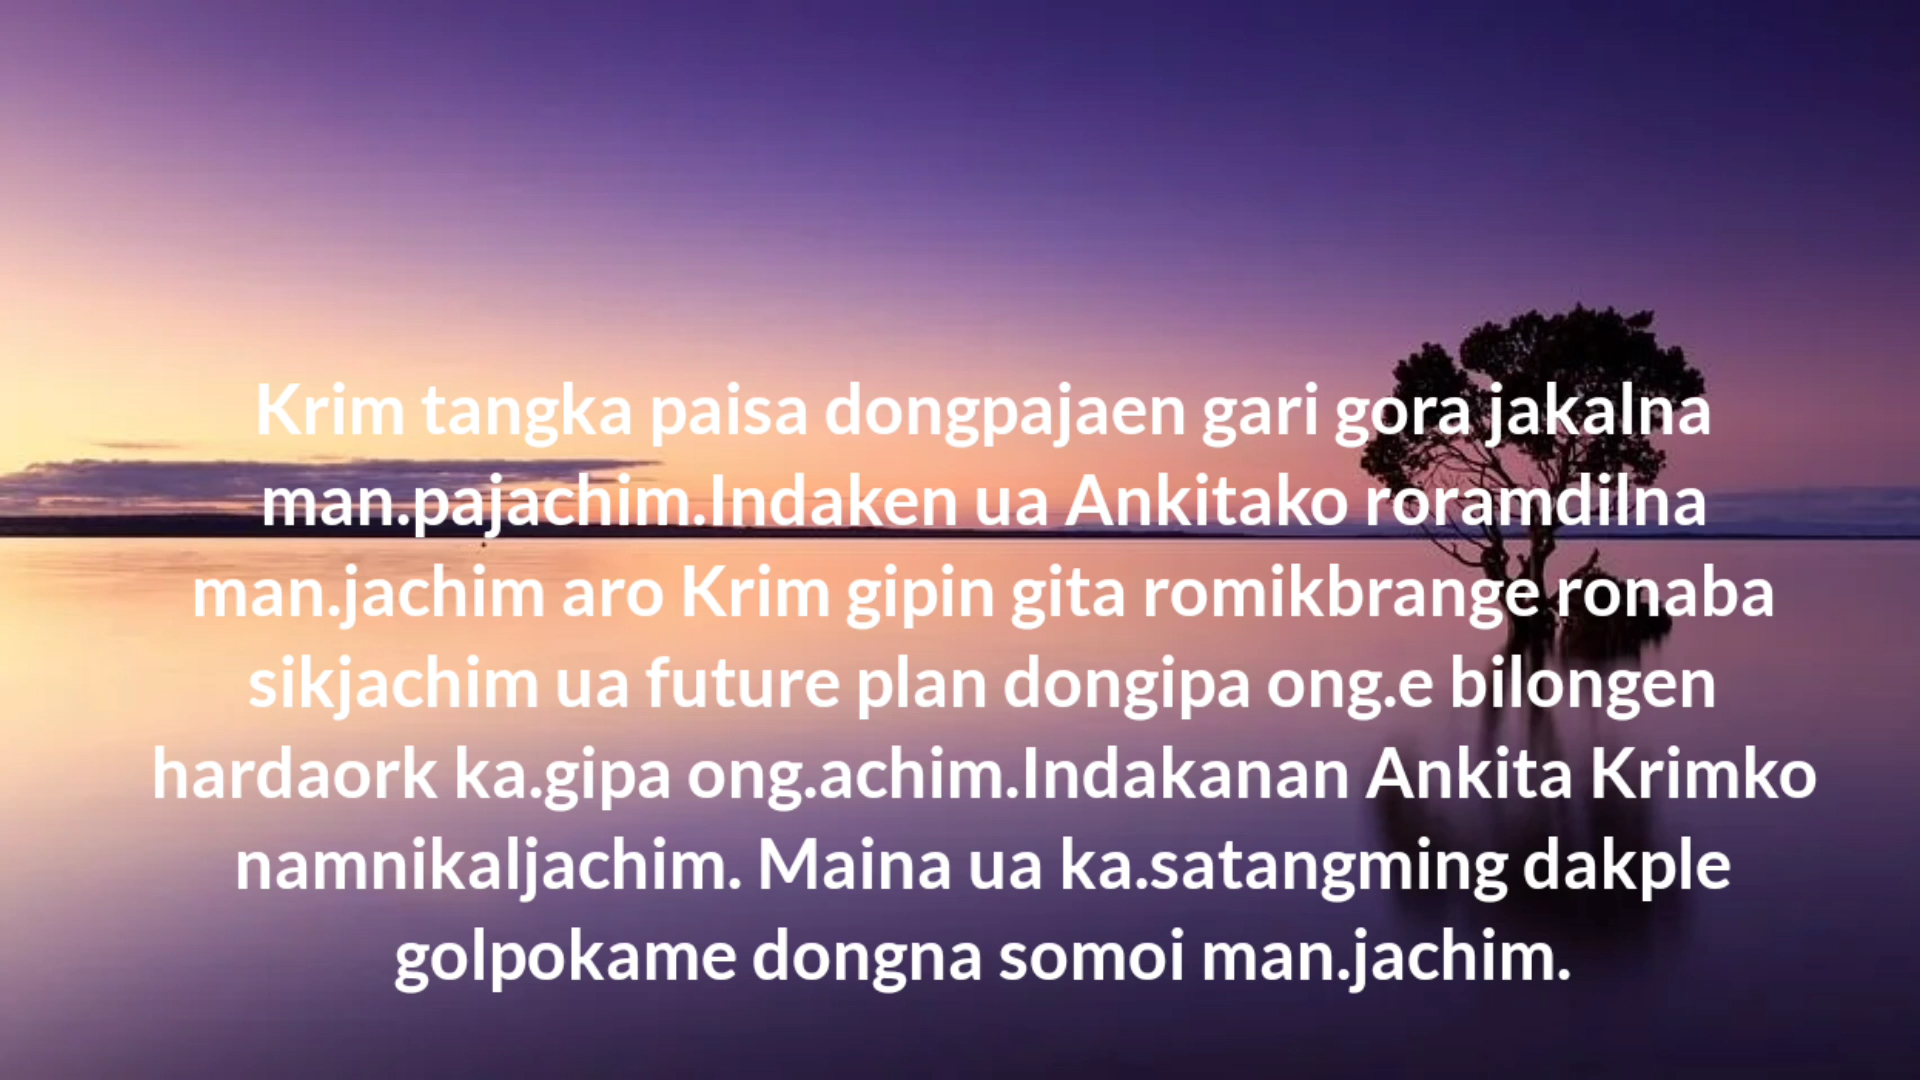 Krim tangka paisa dongpajaen gari gora jakalna
man.pajachim.Indaken ua Ankitako roramdilna
man.jachim aro Krim gipin gita romikbrange ronaba
sikjachim ua future plan dongipa ong.e bilongen
hardaork ka.gipa ong.achim.Indakanan Ankita Krimko
namnikaljachim. Maina ua ka.satangming dakple
golpokame dongna somoi man.jachim.